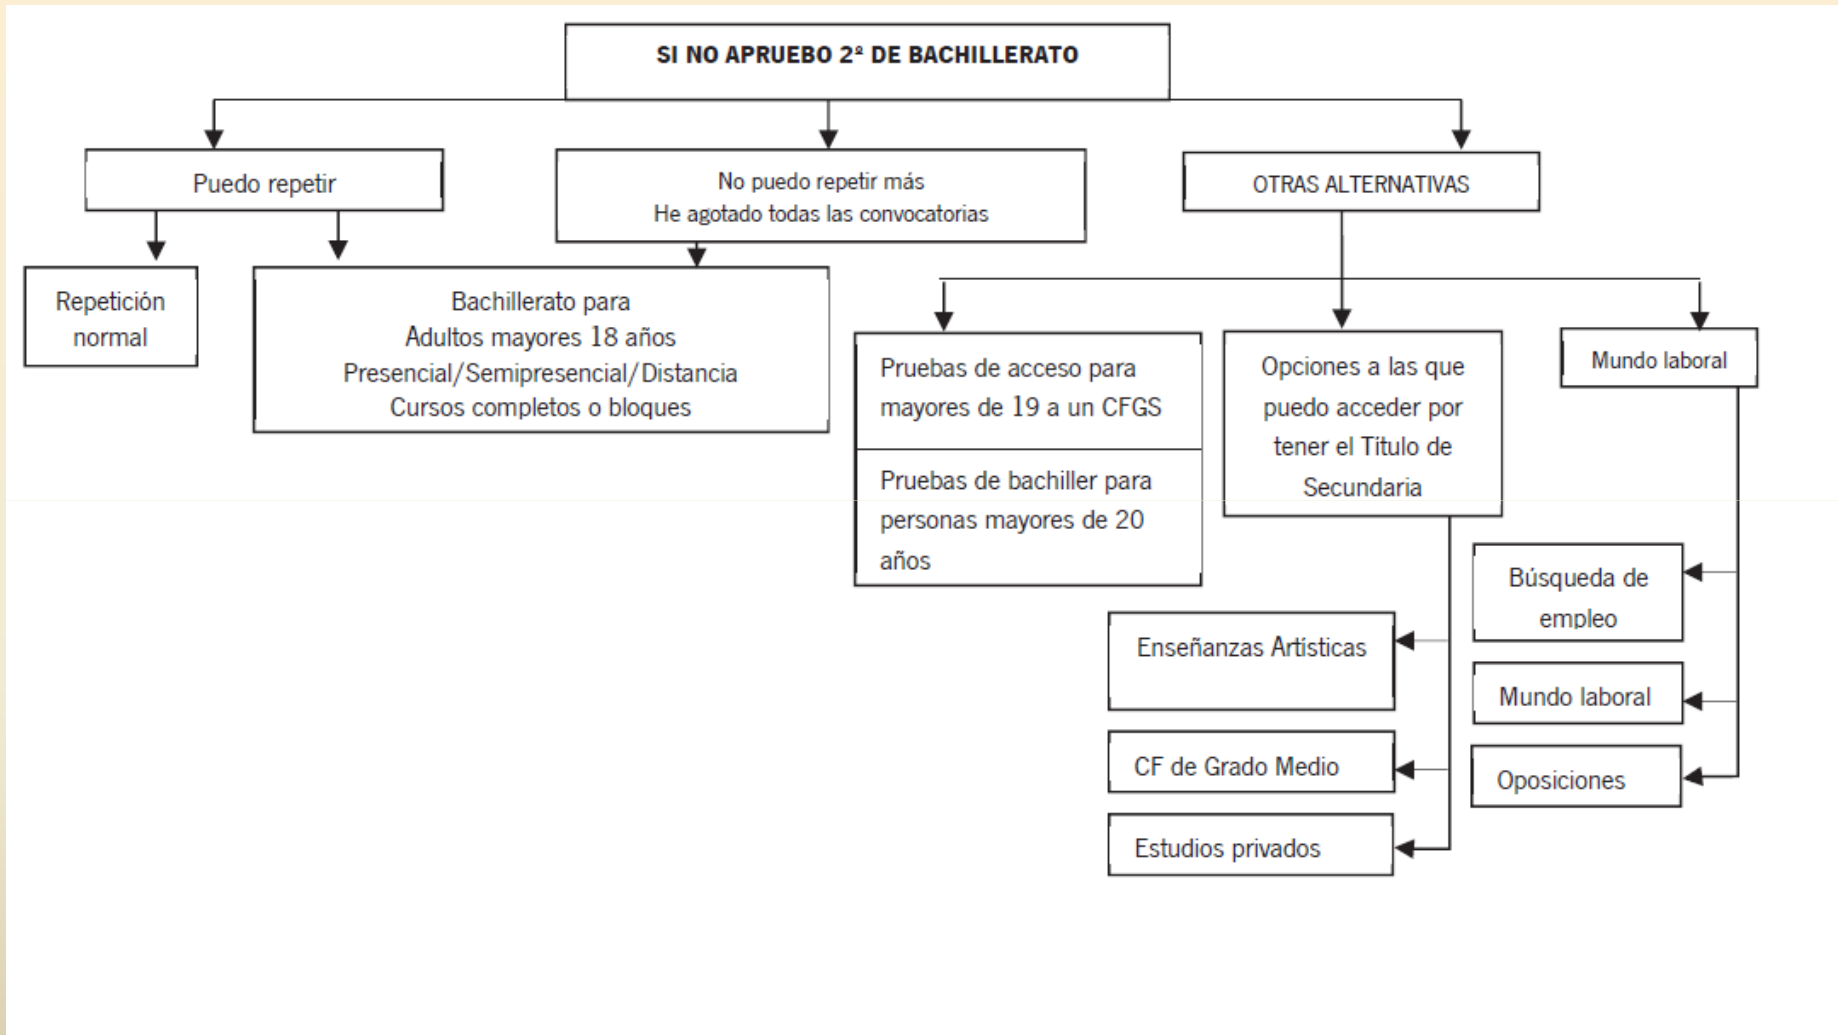 SI NO APRUEBO 2º DE BACHILLERATO
Puedo repetir
No puedo repetir más
He agotado todas las convocatorias
OTRAS ALTERNATIVAS
Repetición
normal
Bachillerato para
Adultos mayores 18 años
Presencial/Semipresencial/Distancia
Cursos completos o bloques
Pruebas de acceso para
mayores de 19 a un CFGS
Pruebas de bachiller para
personas mayores de 20
años
Opciones a las que
puedo acceder por
tener el Título de
Secundaria
Mundo laboral
Enseñanzas Artísticas
CF de Grado Medio
Estudios privados
Búsqueda de
empleo
Mundo laboral
Oposiciones